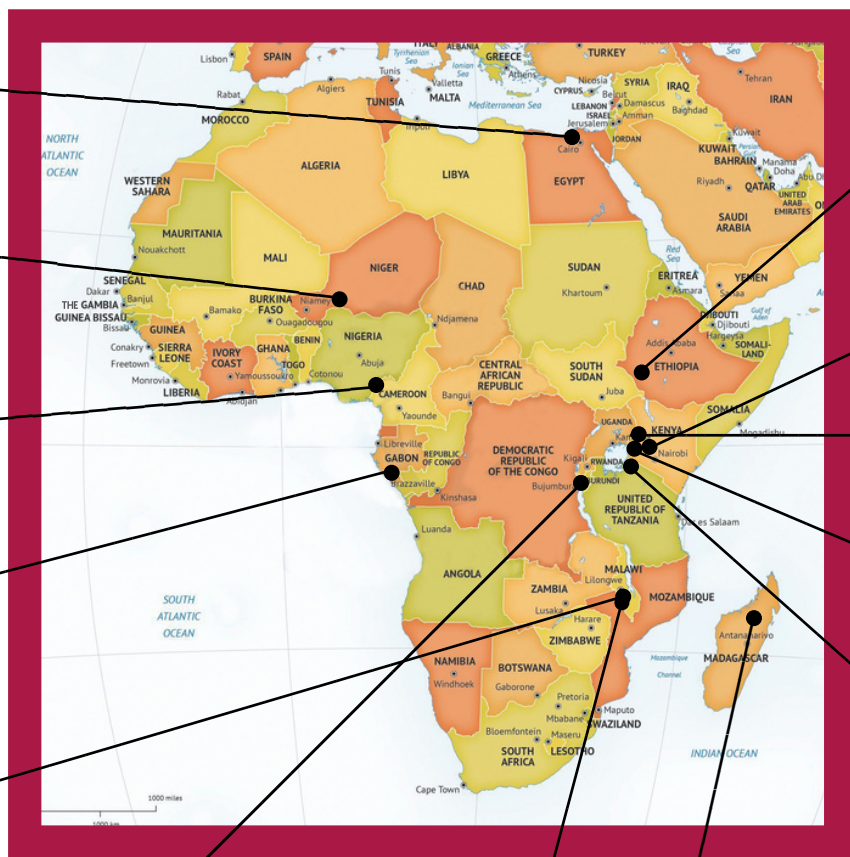 SPAIN
Lisbon
Tyrrhenian
Sea
ALBANIA
Ionian
Sea
GREECE
Athens
TURKEY
Tunis
Algiers
Valletta
MALTA
Nicosia
CYPRUS
SYRIA
IRAQ
Tehran
IRAN
Rabat
TUNISIA
Mediterranean Sea
LEBANON
Damascus
Baghdad
ISRAEL
Amman
Jerusalem
MOROCCO
JORDAN
Cairo
Kuwait
KUWAIT
Persian
BAHRAIN
Manama
Doha
NORTH
ATLANTIC
OCEAN
ALGERIA
LIBYA
EGYPT
WESTERN
SAHARA
Riyadh
QATAR
UNITED
ARAB
EMIRATES
SAUDI
ARABIA
MAURITANIA
Nouakchott
MALI
NIGER
CHAD
SUDAN
Khartoum
Red
Sea
ERITREA
Asmara
YEMEN
Sanaa
SENEGAL
Dakar
Banjul
THE GAMBIA
GUINEA BISSAU
Bissau
Bamako
BURKINA
FASO
Niamey
Ouagadougou
Ndjamena
Gulf of
Aden
DJIBOUTI
Djibouti
Hargeysa
SOMALI-
LAND
GUINEA
Conakry
SIERRA
LEONE
Freetown
IVORY
COAST
GHANA
BENIN
TOGO
NIGERIA
Abuja
Addis Ababa
ETHIOPIA
Monrovia
LIBERIA
Yamoussoukro
Abidjan
Cotonou
CAMEROON
Yaounde
CENTRAL
AFRICAN
REPUBLIC
Bangui
SOUTH
SUDAN
Juba
SOMALIA
Mogadishu
UGANDA
KENYA
Nairobi
Libreville
GABON
REPUBLIC
OF CONGO
Brazzaville
Kinshasa
DEMOCRATIC
REPUBLIC
OF THE CONGO
Kigali
RWANDA
BURUNDI
Bujumbura
UNITED
REPUBLIC OF
TANZANIA
Dar es Salaam
Luanda
ANGOLA
MALAWI
Lilongwe
ZAMBIA
Lusaka
MOZAMBIQUE
SOUTH
ATLANTIC
OCEAN
Harare
ZIMBABWE
Antananarivo
MADAGASCAR
Mozambique
Channel
NAMIBIA
Windhoek
BOTSWANA
Gaborone
Pretoria
Mbabane
Maputo
SWAZILAND
Bloemfontein
Maseru
LESOTHO
SOUTH
AFRICA
INDIAN OCEAN
Cape Town
1000 miles
1000 km